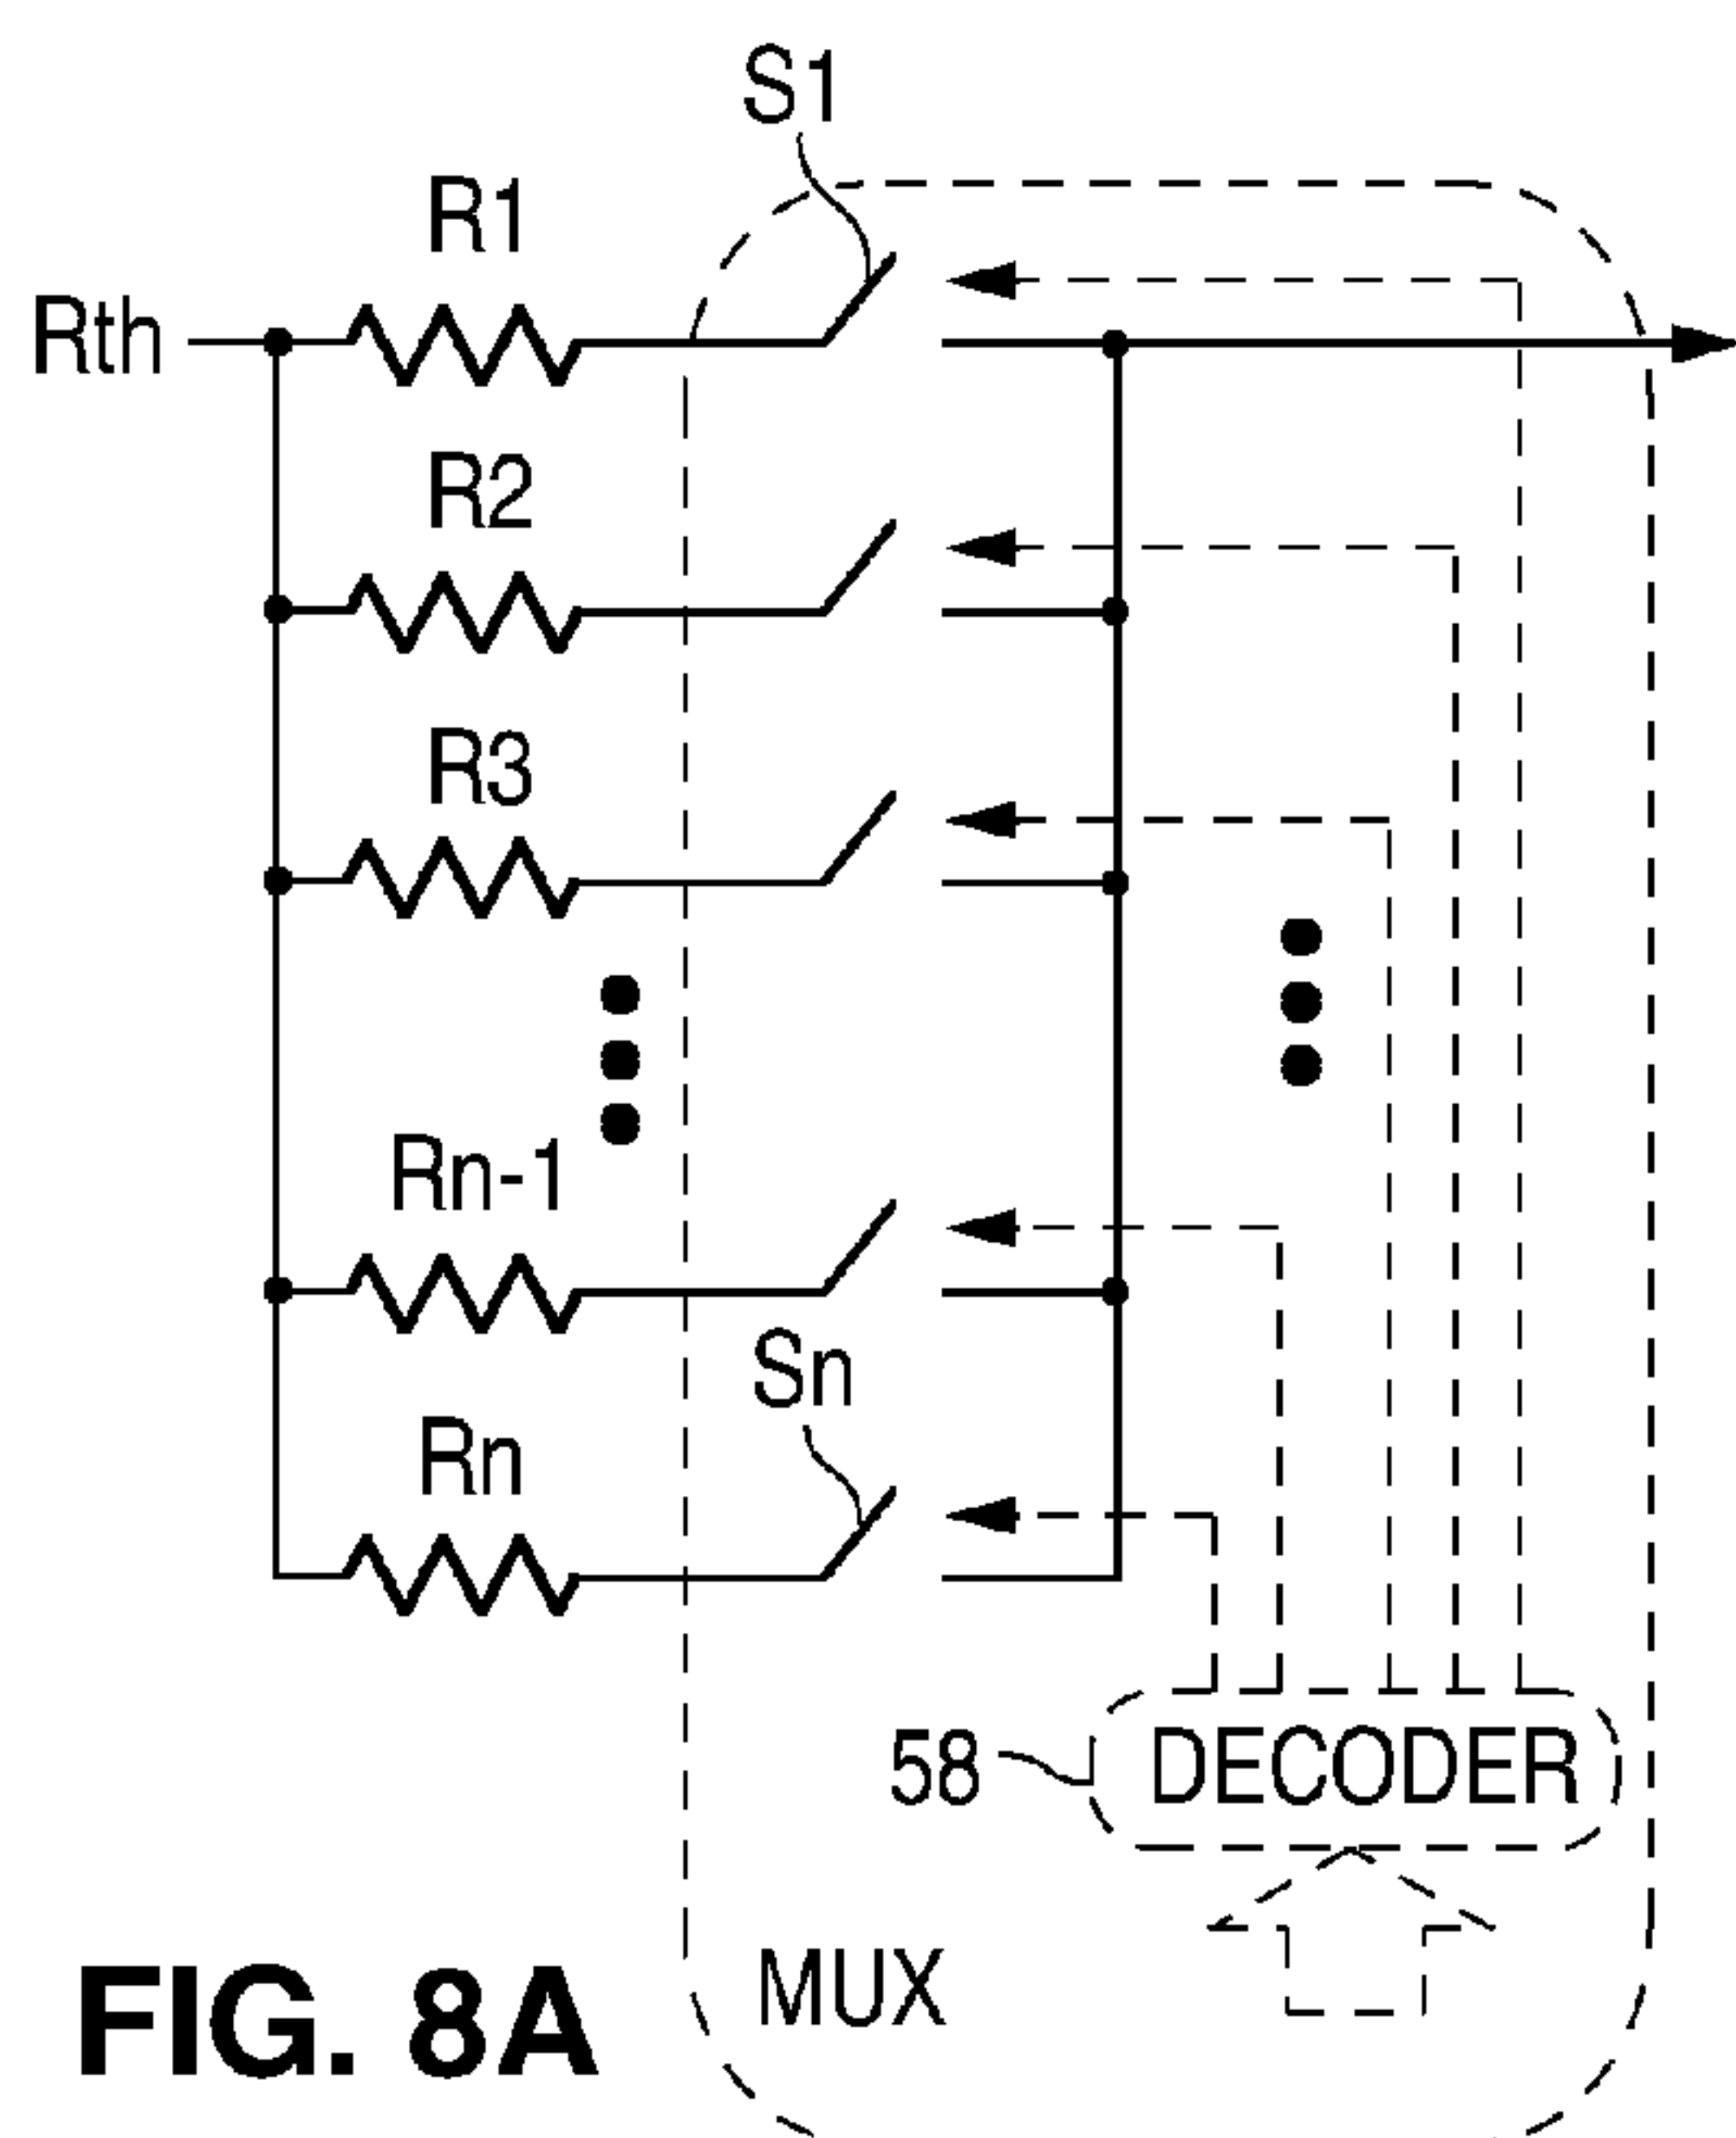 S1
R1
Rth
R2
R3
Rn-1
Sn
Rn
58
DECODER
MUX
FIG. 8A